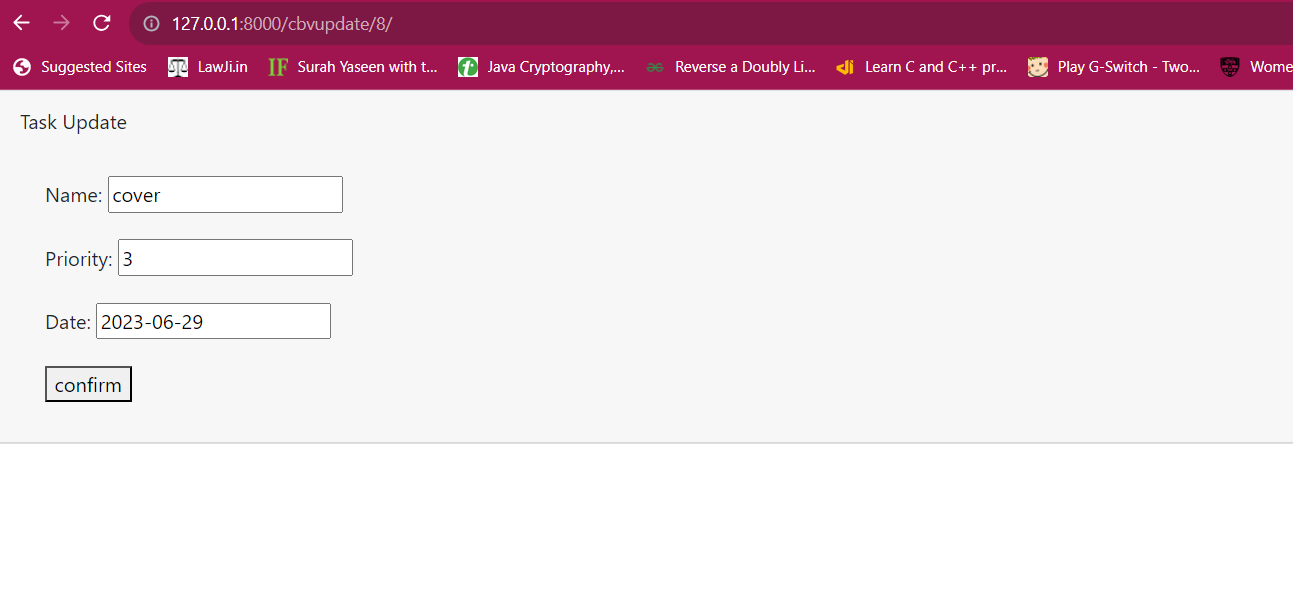 127.0.0.1:8000/cbvupdate/8/
Suggested Sites LawJi.in IF Surah Yaseen with t... Java Cryptography,... Reverse a Doubly Li... Learn C and C++ pr... Play G-Switch - Two... Wome
Task Update
Name: cover
Priority: 3
Date: 2023-06-29
confirm